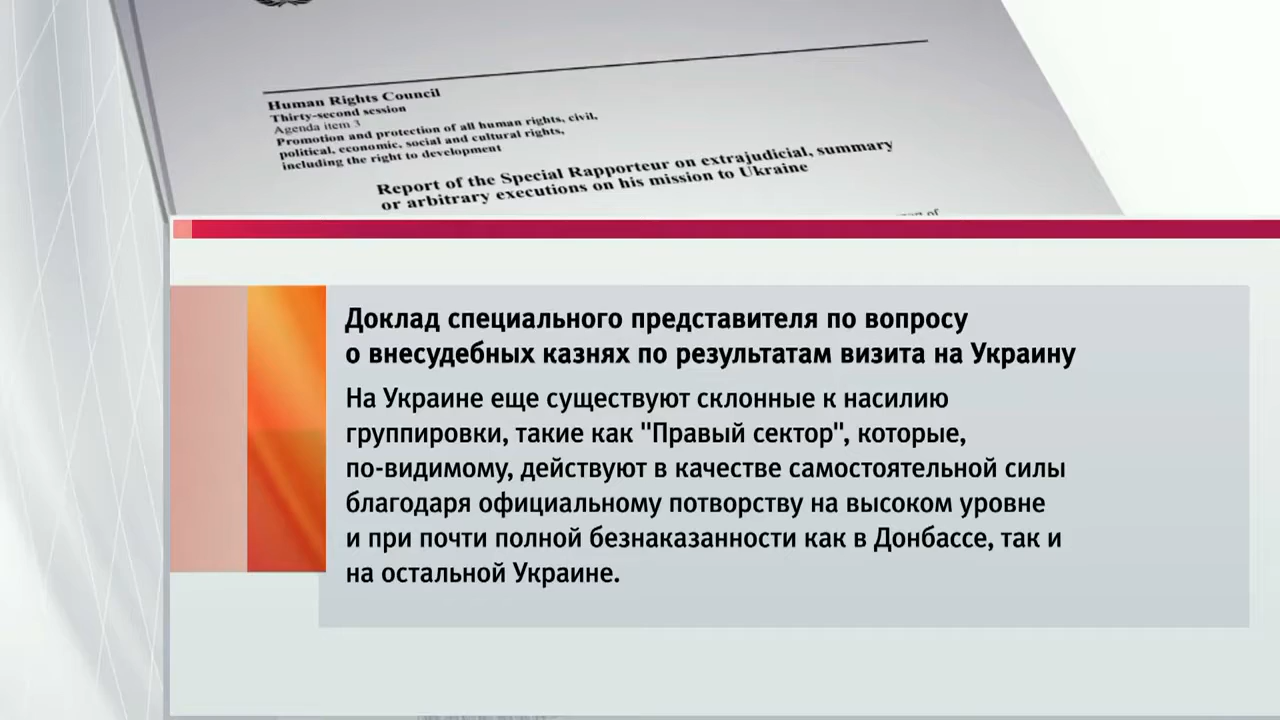 Human Rights Council
Thirty-second session
Agenda item 3
Promotion and protection of all human rights, civil,
political, economic, social and cultural rights,
including the right to development
Report of the Special Rapporteur on extrajudicial, summary
or arbitrary executions on his mission to Ukraine
of
Доклад специального представителя по вопросу
о внесудебных казнях по результатам визита на Украину
На Украине еще существуют склонные к насилию
группировки, такие как "Правый сектор", которые,
по-видимому, действуют в качестве самостоятельной силы
благодаря официальному потворству на высоком уровне
и при почти полной безнаказанности как в Донбассе, так и
на остальной Украине.